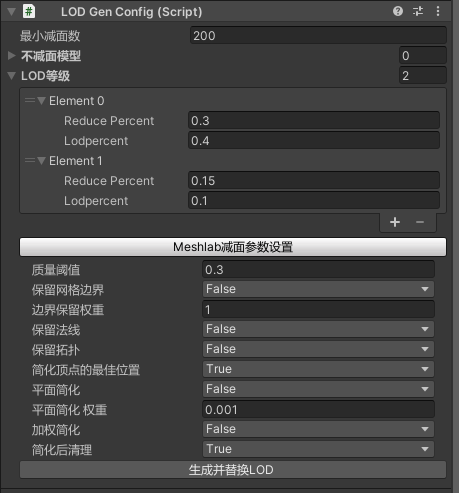 LOD Gen Config (Script)
最小减面数 200
不减面模型 0
LOD等级 2
Element 0
Reduce Percent 0.3
Lodpercent 0.4
Element 1
Reduce Percent 0.15
Lodpercent 0.1
Meshlab减面参数设置
质量阈值 0.3
保留网格边界 False
边界保留权重 1
保留法线 False
保留拓扑 False
简化顶点的最佳位置 True
平面简化 False
平面简化 权重 0.001
加权简化 False
简化后清理 True
生成并替换LOD